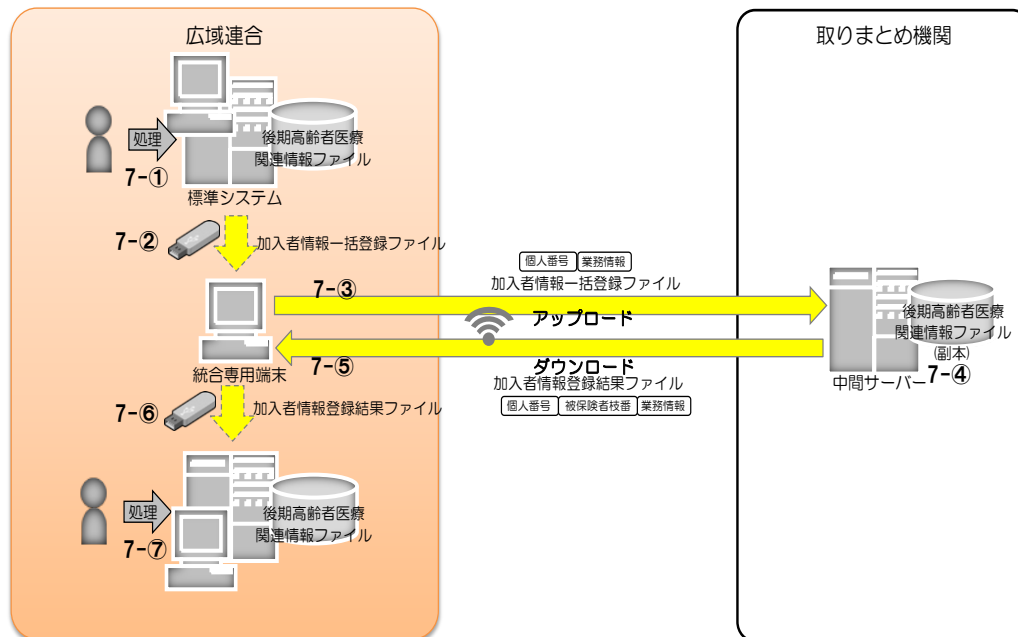 広域連合
取りまとめ機関
処理
7-①
後期高齢者医療
関連情報ファイル
標準システム
7-②
加入者情報一括登録ファイル
7-③
個人番号 業務情報
加入者情報一括登録ファイル
アップロード
後期高齢者医療
関連情報ファイル
(副本)
7-④
中間サーバー
統合専用端末
7-⑤
ダウンロード
加入者情報登録結果ファイル
個人番号 被保険者枝番 業務情報
7-⑥
加入者情報登録結果ファイル
処理
7-⑦
後期高齢者医療
関連情報ファイル